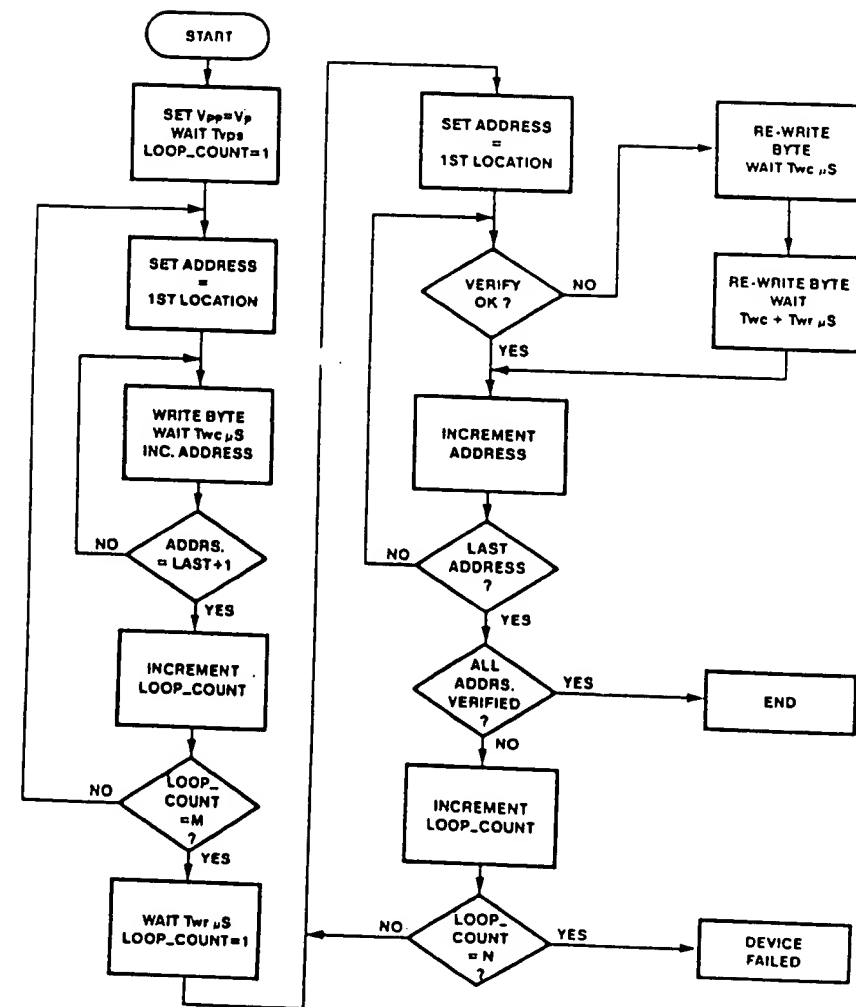 START
SET Vpp=Vp
WAIT Tvps
LOOP_COUNT=1
SET ADDRESS
=
1ST LOCATION
WRITE BYTE
WAIT Twc µS
INC. ADDRESS
NO
ADDRS.
= LAST+1
YES
INCREMENT
LOOP_COUNT
NO
LOOP_
COUNT
=M
?
YES
WAIT Twr µS
LOOP_COUNT=1
SET ADDRESS
=
1ST LOCATION
VERIFY
OK ?
NO
YES
RE-WRITE
BYTE
WAIT Twc µS
RE-WRITE BYTE
WAIT
Twc + Twr µS
INCREMENT
ADDRESS
NO
LAST
ADDRESS
?
YES
ALL
ADDRS.
VERIFIED
?
YES
END
NO
INCREMENT
LOOP_COUNT
NO
LOOP_
COUNT
= N
?
YES
DEVICE
FAILED